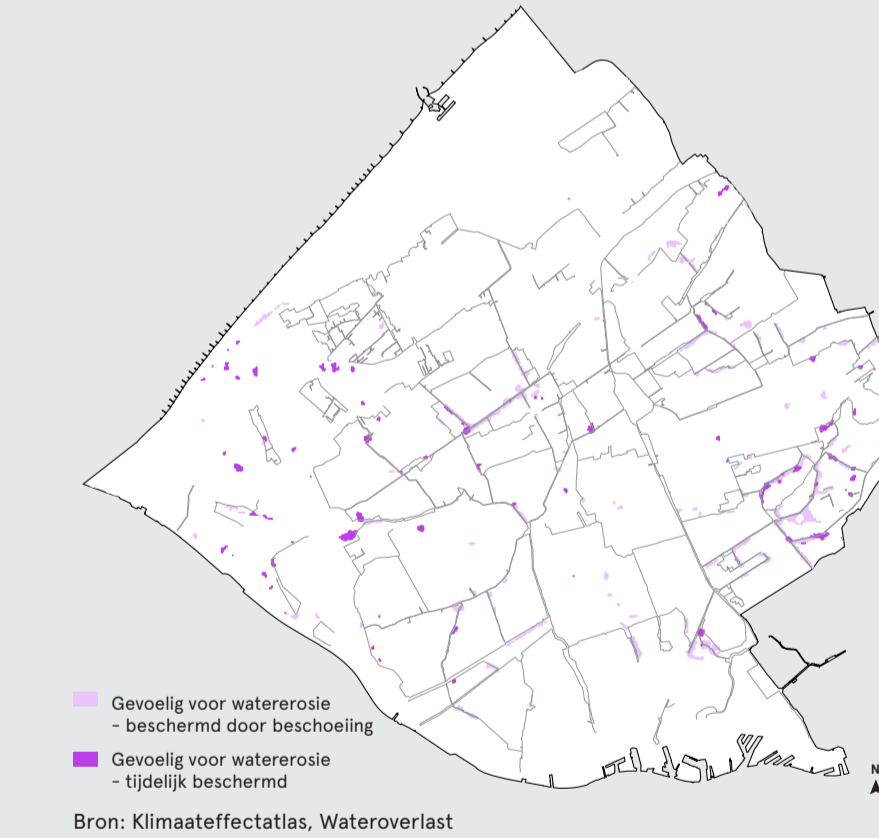 Gevoelig voor watererosie
- beschermd door beschoeiing
Gevoelig voor watererosie
- tijdelijk beschermd
Bron: Klimaateffectatlas, Wateroverlast
N